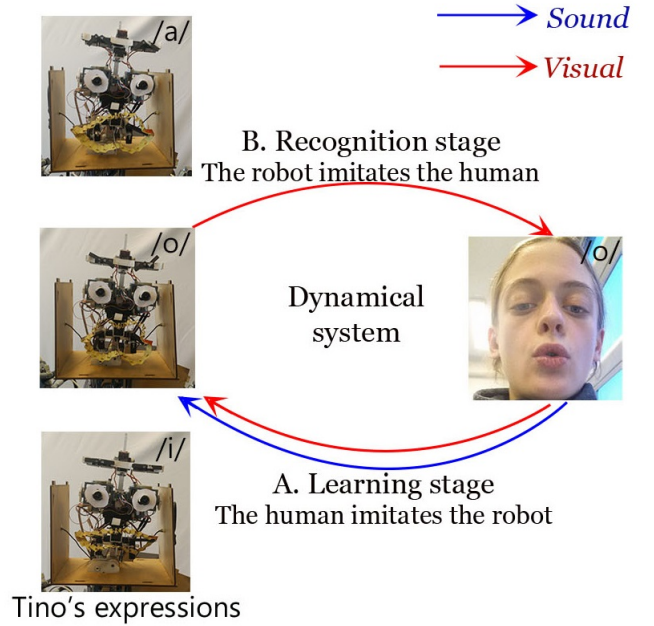 Sound
Visual
/a/
B. Recognition stage
The robot imitates the human
/o/
/o/
Dynamical
system
/i/
A. Learning stage
The human imitates the robot
Tino's expressions